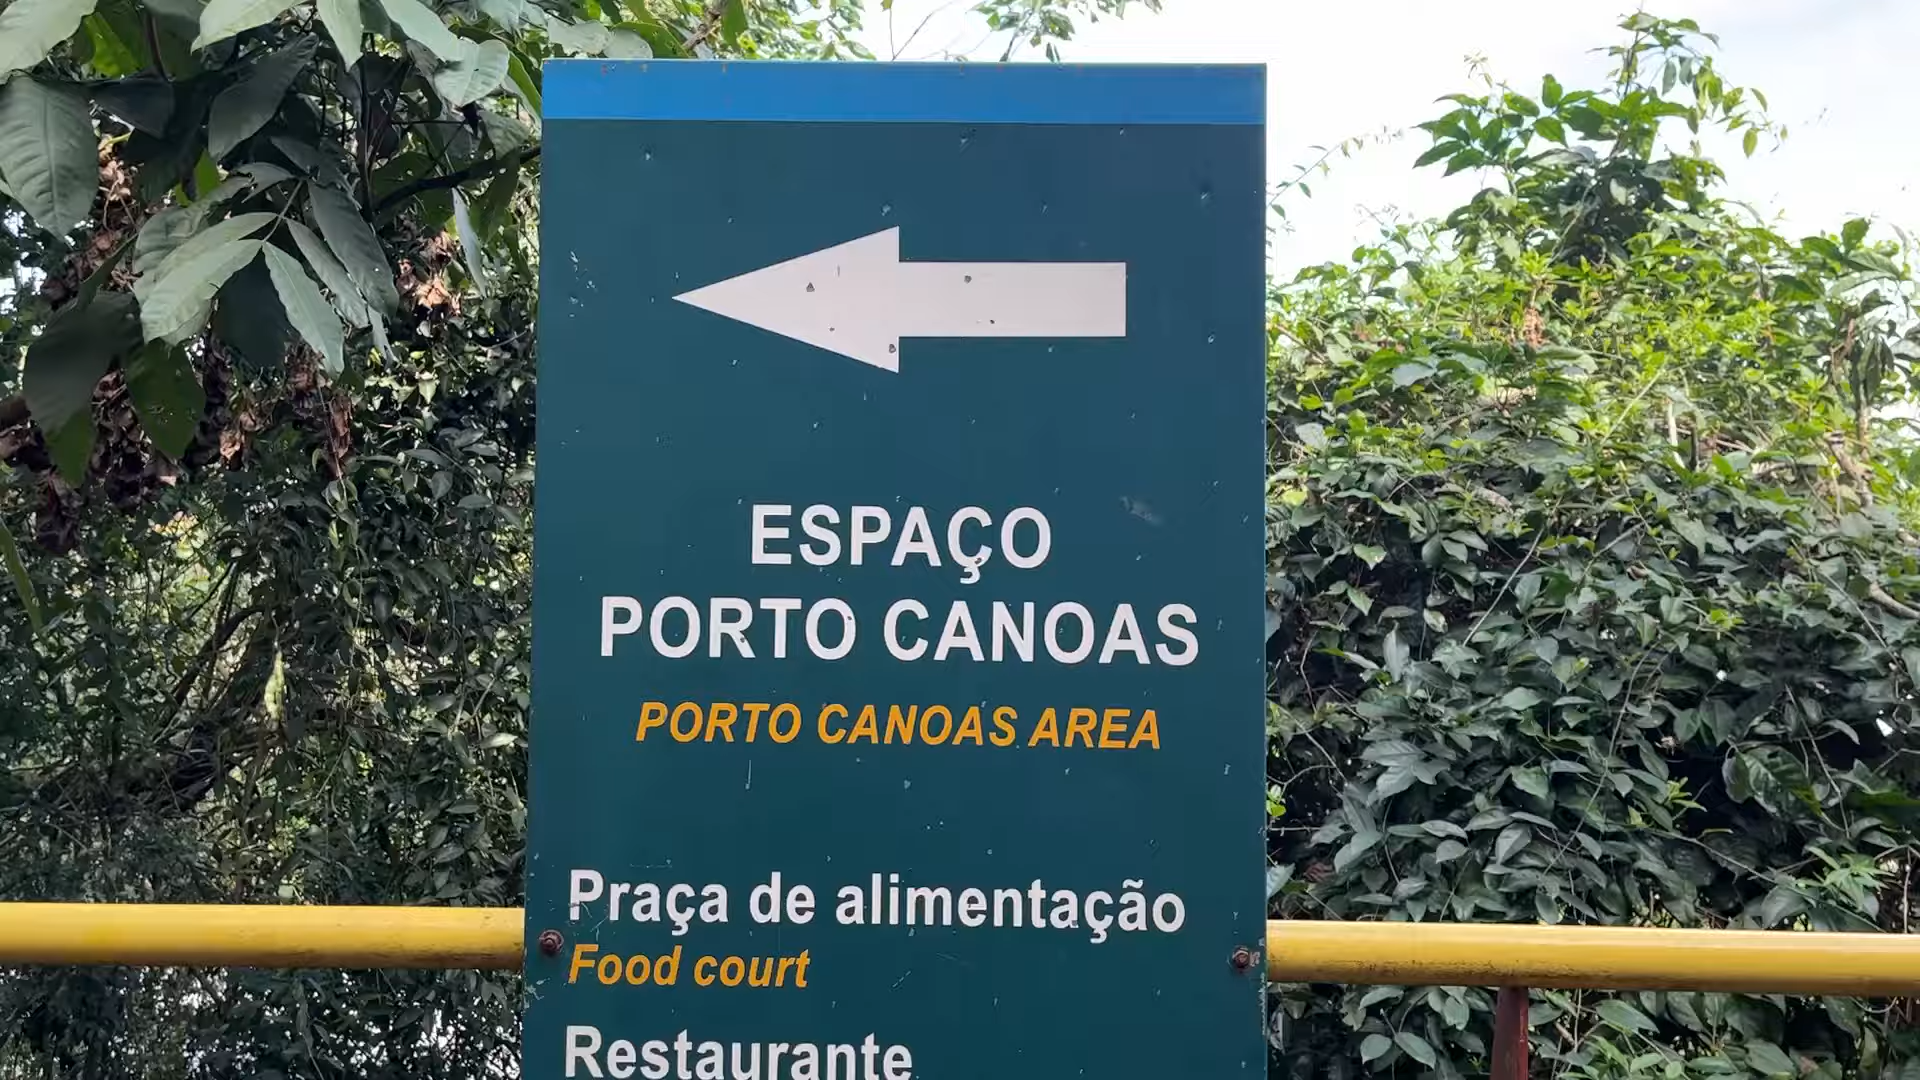 ESPAÇO
PORTO CANOAS
PORTO CANOAS AREA
Praça de alimentação
Food court
Restaurante